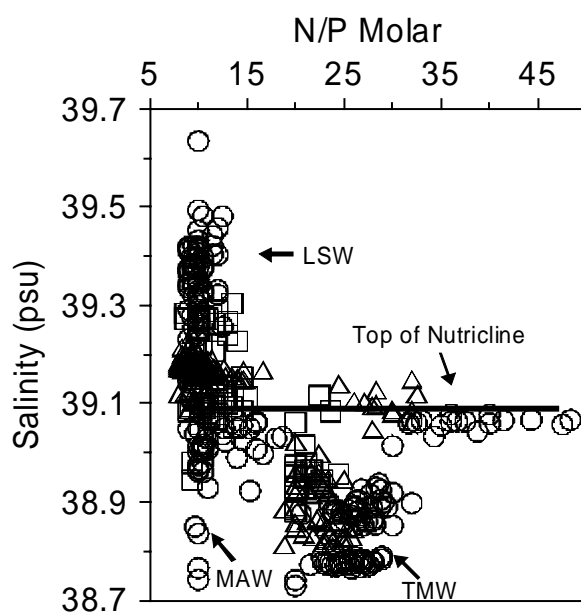 N/P Molar
5 15 25 35 45
39.7
39.5
LSW
39.3
Top of Nutricline
39.1
38.9
MAW TMW
38.7
Salinity (psu)